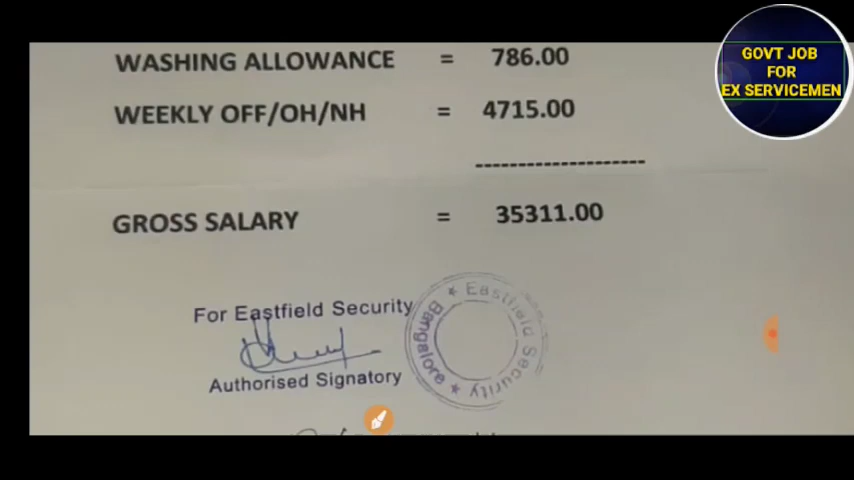 WASHING ALLOWANCE = 786.00
WEEKLY OFF/OH/NH = 4715.00
GROSS SALARY = 35311.00
For Eastfield Security
Authorised Signatory
★ Eastfield Security ★ Bangalore
GOVT JOB
FOR
EX SERVICEMEN